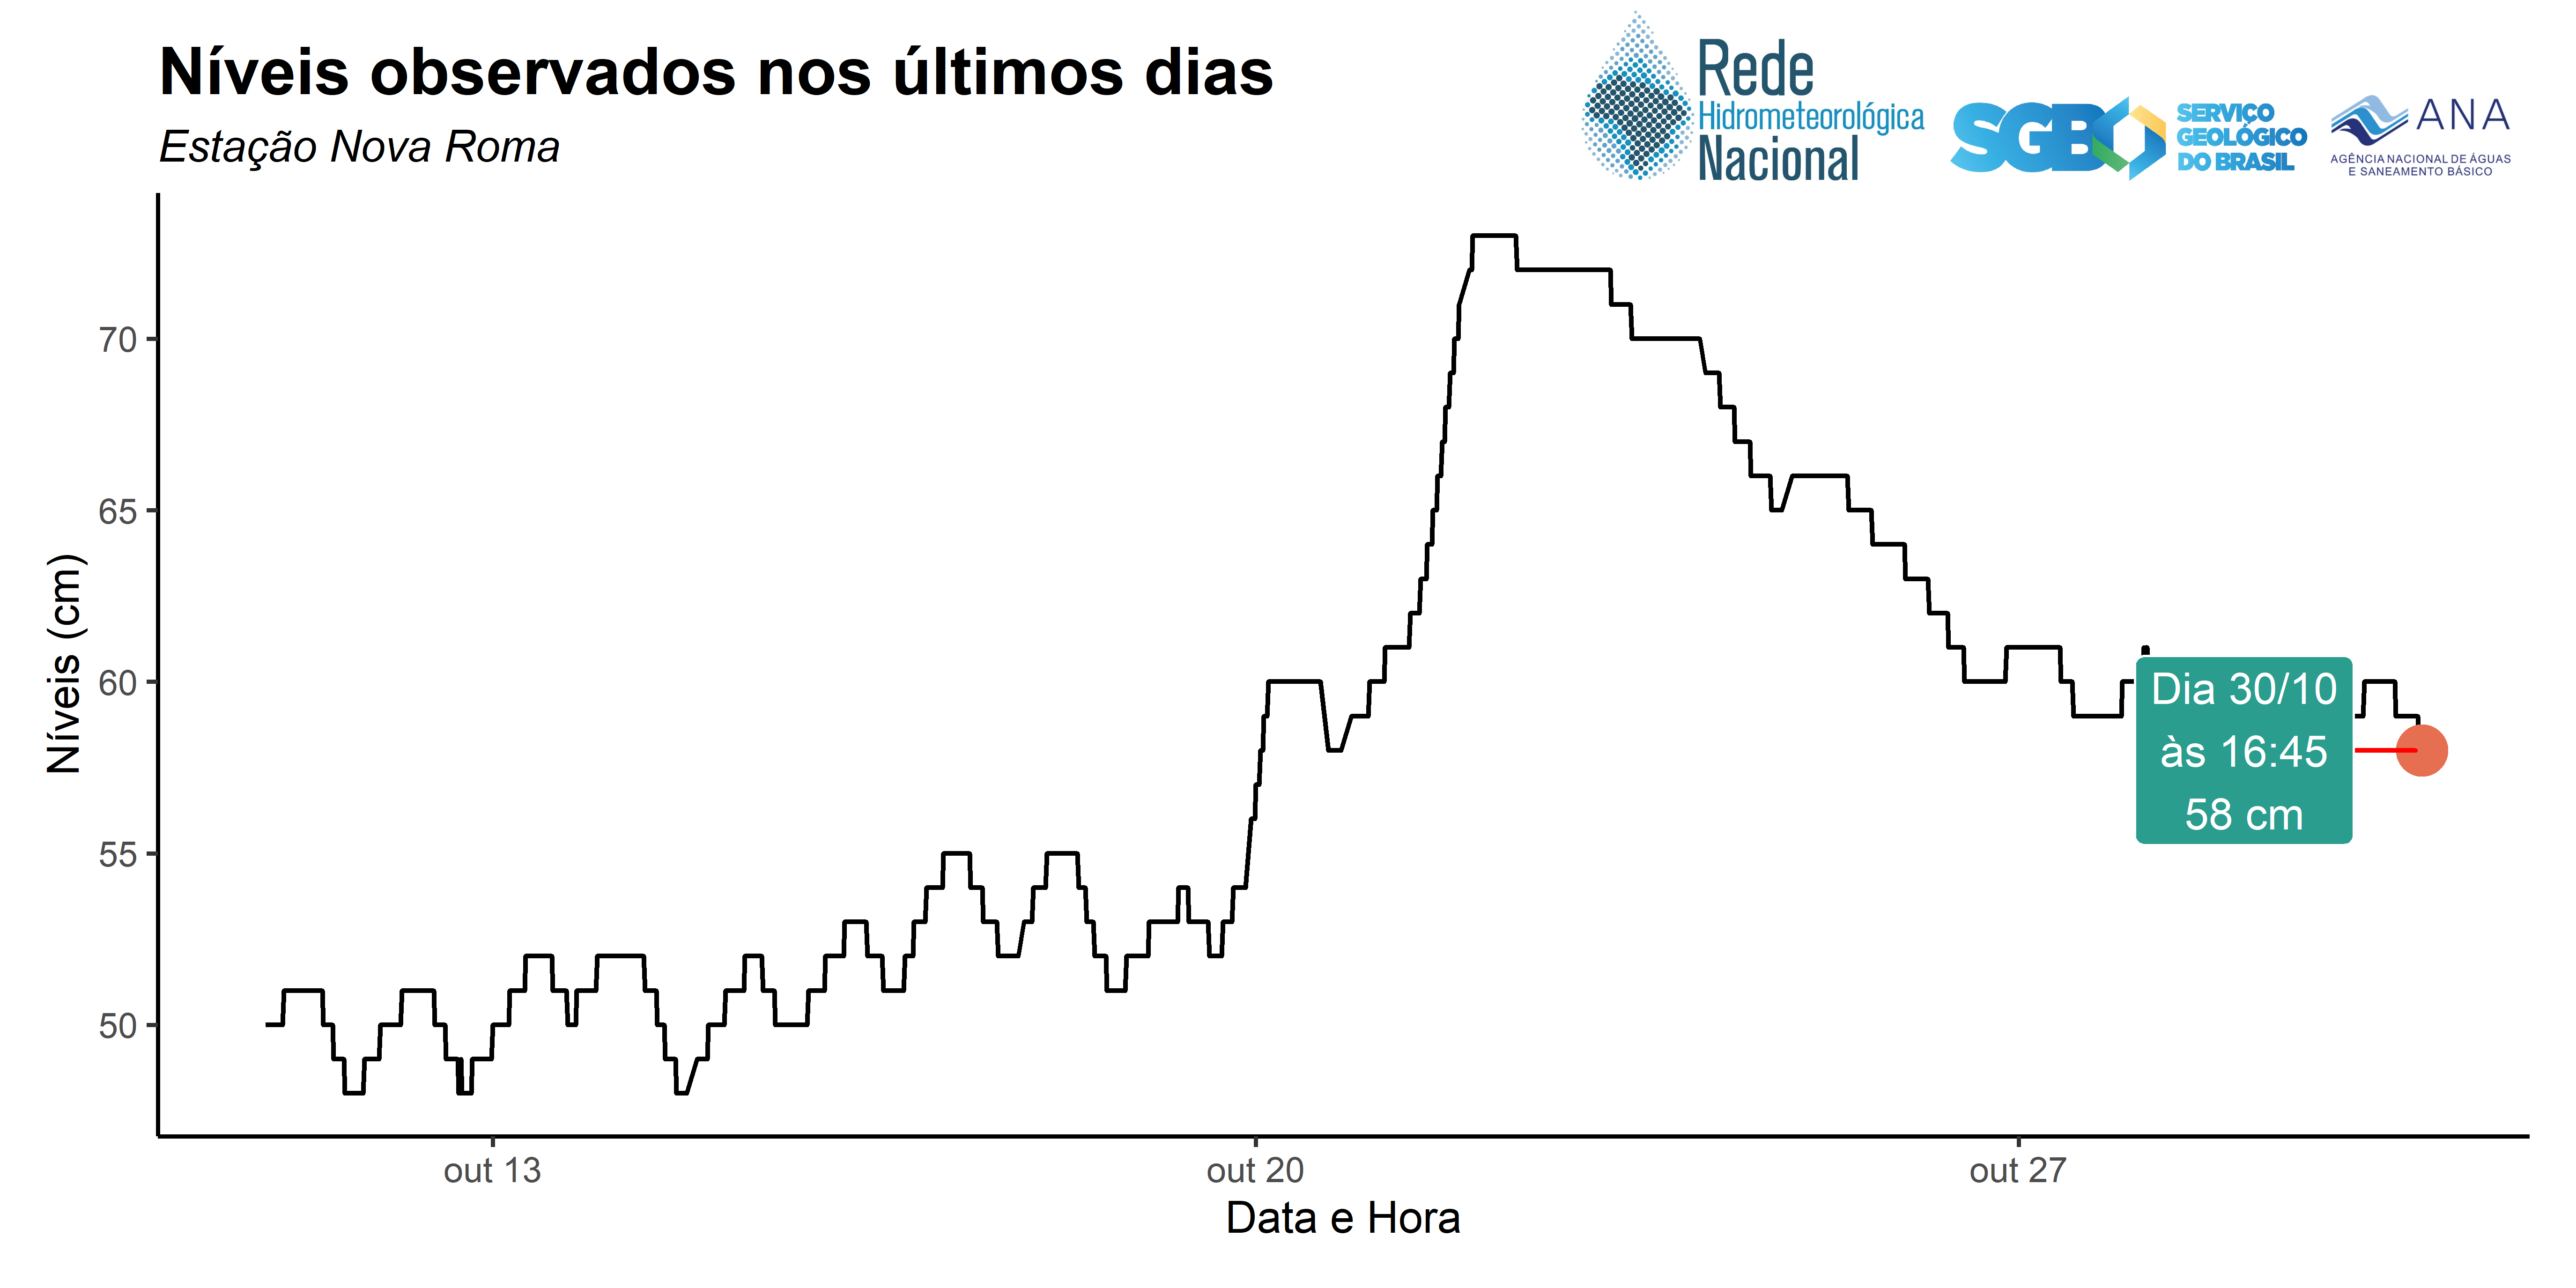 Níveis observados nos últimos dias
Estação Nova Roma
Rede
Hidrometeorológica
Nacional
SGB
SERVIÇO
GEOLÓGICO
DO BRASIL
ANA
AGÊNCIA NACIONAL DE ÁGUAS
E SANEAMENTO BÁSICO
Níveis (cm)
70
65
60
55
50
Dia 30/10
às 16:45
58 cm
out 13
out 20
out 27
Data e Hora